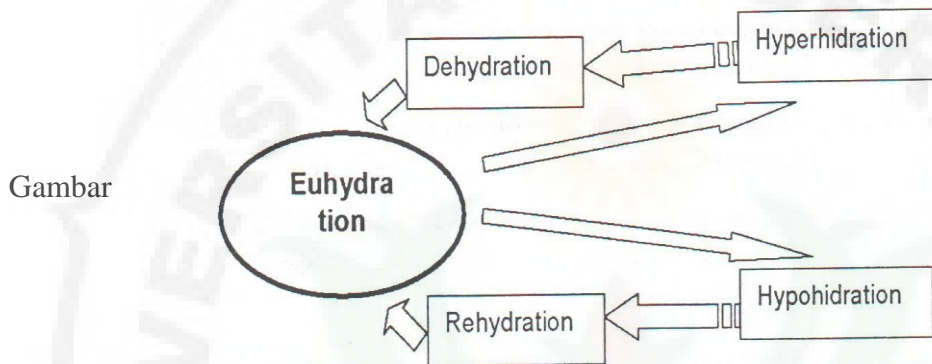 Hyperhidration
Dehydration
Gambar
Euhydra
tion
Hypohidration
Rehydration